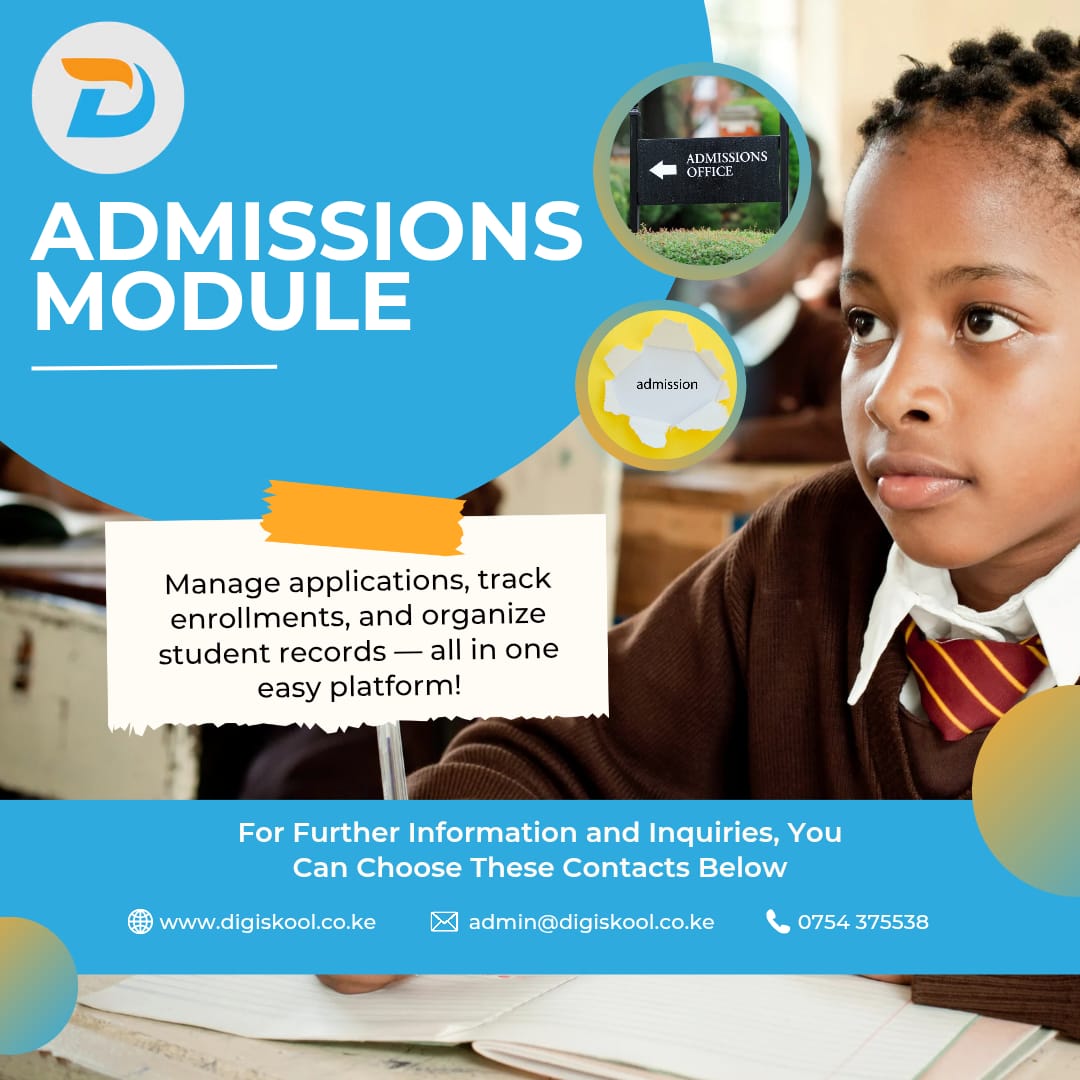 ADMISSIONS
MODULE
ADMISSIONS
OFFICE
admission
Manage applications, track
enrollments, and organize
student records — all in one
easy platform!
For Further Information and Inquiries, You
Can Choose These Contacts Below
www.digiskool.co.ke admin@digiskool.co.ke 0754 375538